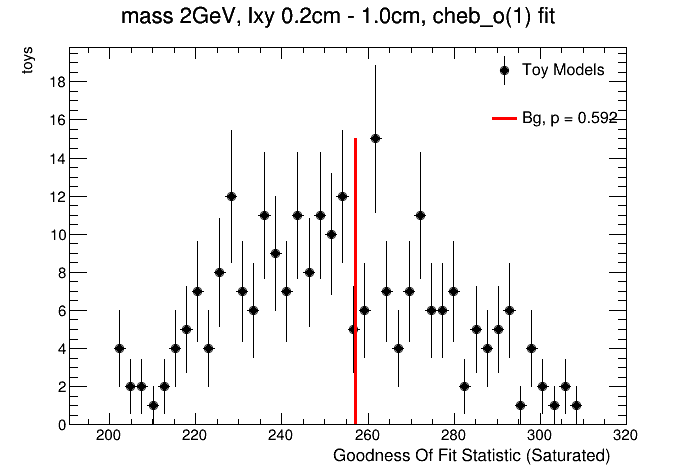 mass 2GeV, lxy 0.2cm - 1.0cm, cheb_o(1) fit
toys
18
16
14
12
10
8
6
4
2
0
Toy Models
Bg, p = 0.592
200 220 240 260 280 300 320
Goodness Of Fit Statistic (Saturated)